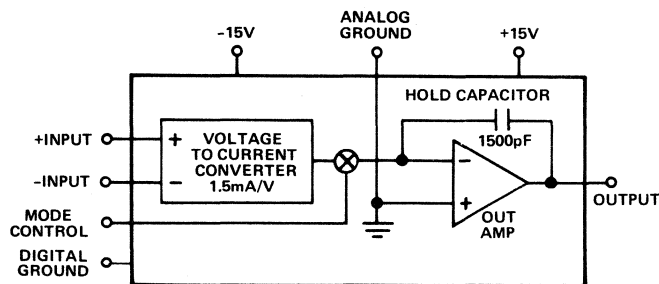 -15V
ANALOG
GROUND
+15V
HOLD CAPACITOR
1500pF
+INPUT
-INPUT
MODE
CONTROL
DIGITAL
GROUND
+
−
VOLTAGE
TO CURRENT
CONVERTER
1.5mA/V
−
+
OUT
AMP
OUTPUT